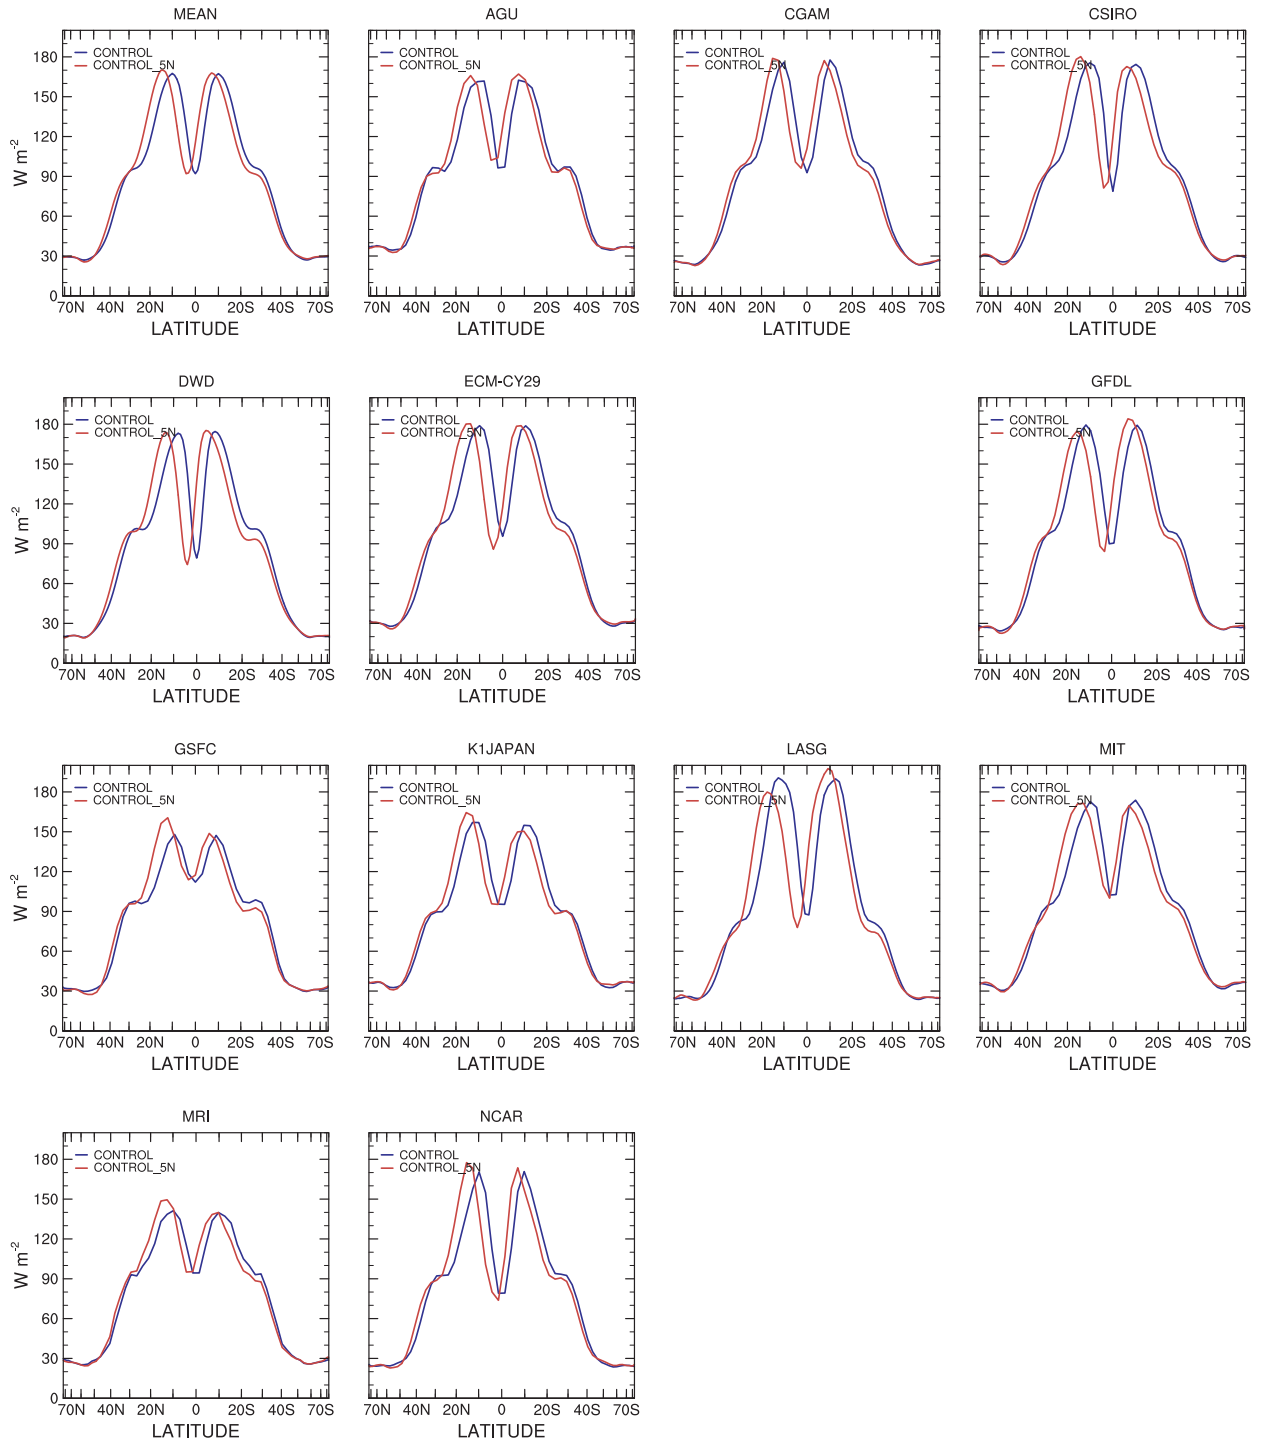 MEAN
AGU
CGAM
CSIRO
W m-2
180
150
120
90
60
30
0
CONTROL
CONTROL_5N
CONTROL
CONTROL_5N
CONTROL
CONTROL_5N
CONTROL
CONTROL_5N
70N 40N 20N 0 20S 40S 70S
70N 40N 20N 0 20S 40S 70S
70N 40N 20N 0 20S 40S 70S
70N 40N 20N 0 20S 40S 70S
LATITUDE
LATITUDE
LATITUDE
LATITUDE
DWD
ECM-CY29
GFDL
W m-2
180
150
120
90
60
30
0
CONTROL
CONTROL_5N
CONTROL
CONTROL_5N
CONTROL
CONTROL_5N
70N 40N 20N 0 20S 40S 70S
70N 40N 20N 0 20S 40S 70S
70N 40N 20N 0 20S 40S 70S
LATITUDE
LATITUDE
LATITUDE
GSFC
K1JAPAN
LASG
MIT
W m-2
180
150
120
90
60
30
0
CONTROL
CONTROL_5N
CONTROL
CONTROL_5N
CONTROL
CONTROL_5N
CONTROL
CONTROL_5N
70N 40N 20N 0 20S 40S 70S
70N 40N 20N 0 20S 40S 70S
70N 40N 20N 0 20S 40S 70S
70N 40N 20N 0 20S 40S 70S
LATITUDE
LATITUDE
LATITUDE
LATITUDE
MRI
NCAR
W m-2
180
150
120
90
60
30
0
CONTROL
CONTROL_5N
CONTROL
CONTROL_5N
70N 40N 20N 0 20S 40S 70S
70N 40N 20N 0 20S 40S 70S
LATITUDE
LATITUDE